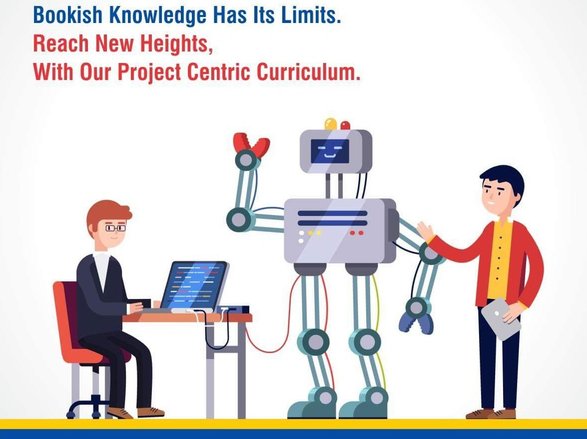 Bookish Knowledge Has Its Limits.
Reach New Heights,
With Our Project Centric Curriculum.